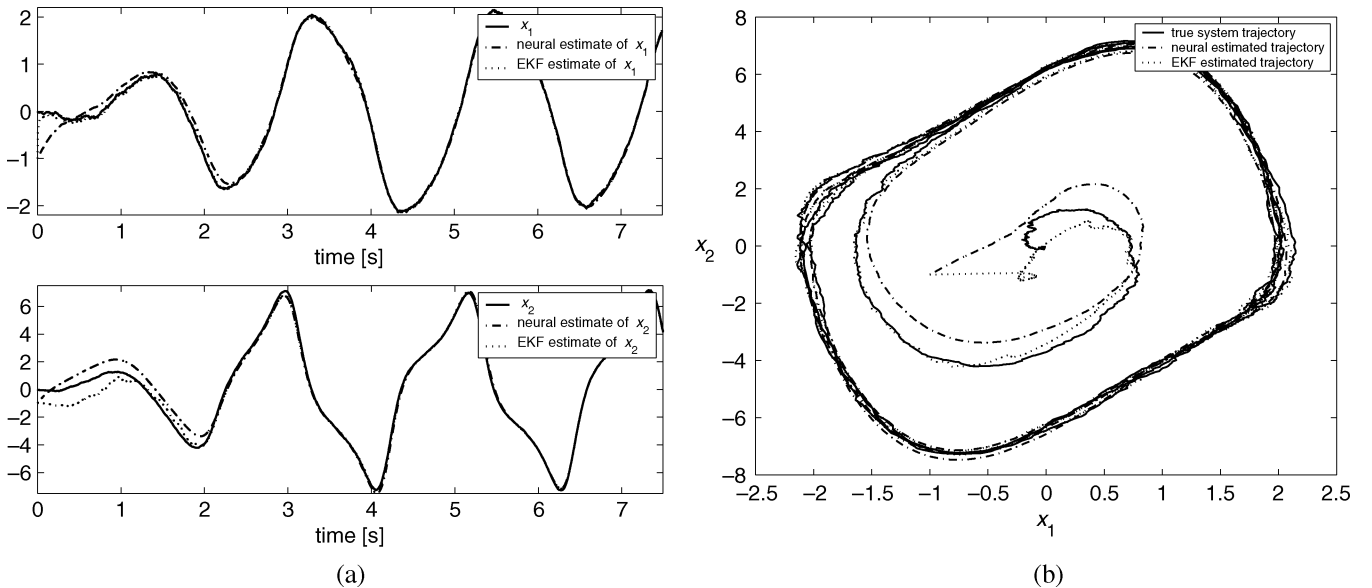 2
1
0
−1
−2
x1
neural estimate of x1
EKF estimate of x1
0 1 2 3 4 5 6 7
time [s]
6
4
2
0
−2
−4
−6
x2
neural estimate of x2
EKF estimate of x2
0 1 2 3 4 5 6 7
time [s]
(a)
8
6
4
2
0
−2
−4
−6
−8
x2
true system trajectory
neural estimated trajectory
EKF estimated trajectory
−2.5 −2 −1.5 −1 −0.5 0 0.5 1 1.5 2 2.5
x1
(b)